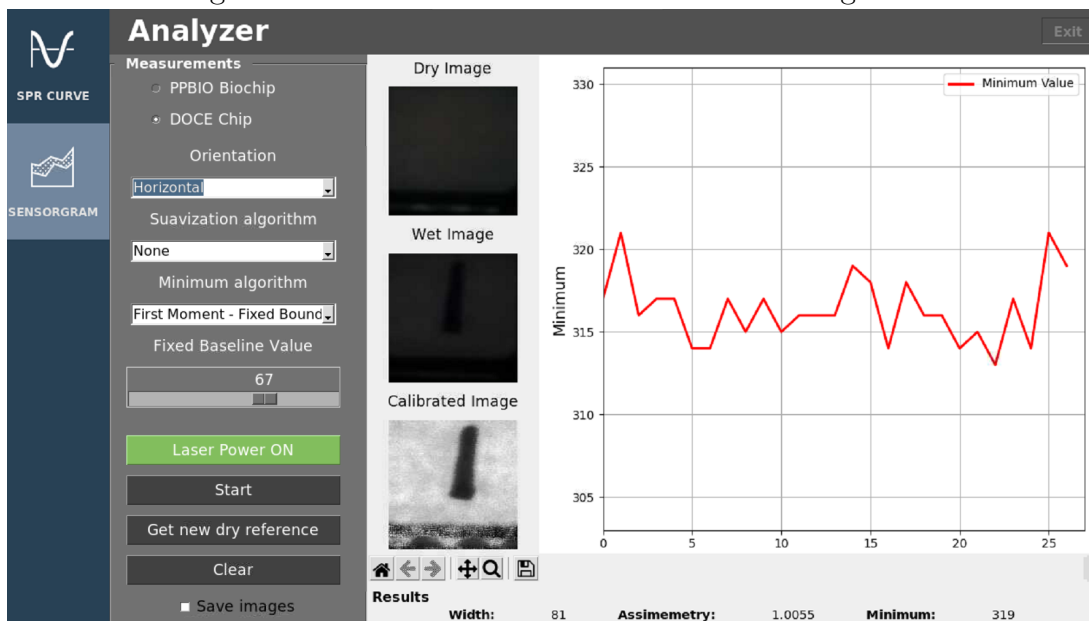 Analyzer
Exit
SPR CURVE
SENSORGRAM
Measurements
PPBIO Biochip
DOCE Chip
Orientation
Horizontal
Suavization algorithm
None
Minimum algorithm
First Moment - Fixed Bound
Fixed Baseline Value
67
Laser Power ON
Start
Get new dry reference
Clear
Save images
Dry Image
Wet Image
Calibrated Image
Minimum Value
Minimum
330
325
320
315
310
305
0 5 10 15 20 25
Results
Width: 81 Assimemetry: 1.0055 Minimum: 319